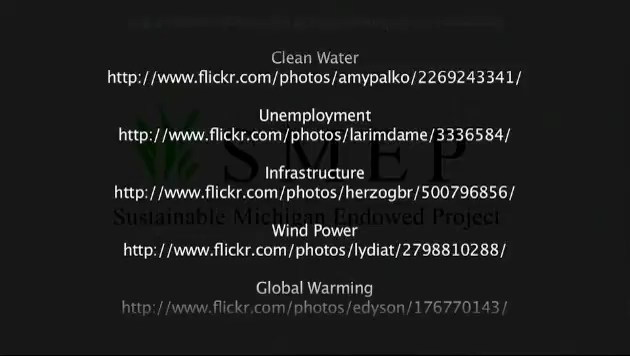 Clean Water
http://www.flickr.com/photos/amypalko/2269243341/
Unemployment
http://www.flickr.com/photos/larimdame/3336584/
SMEP
Infrastructure
http://www.flickr.com/photos/herzogbr/500796856/
Sustainable Michigan Endowed Project
Wind Power
http://www.flickr.com/photos/lydiat/2798810288/
Global Warming
http://www.flickr.com/photos/edyson/176770143/